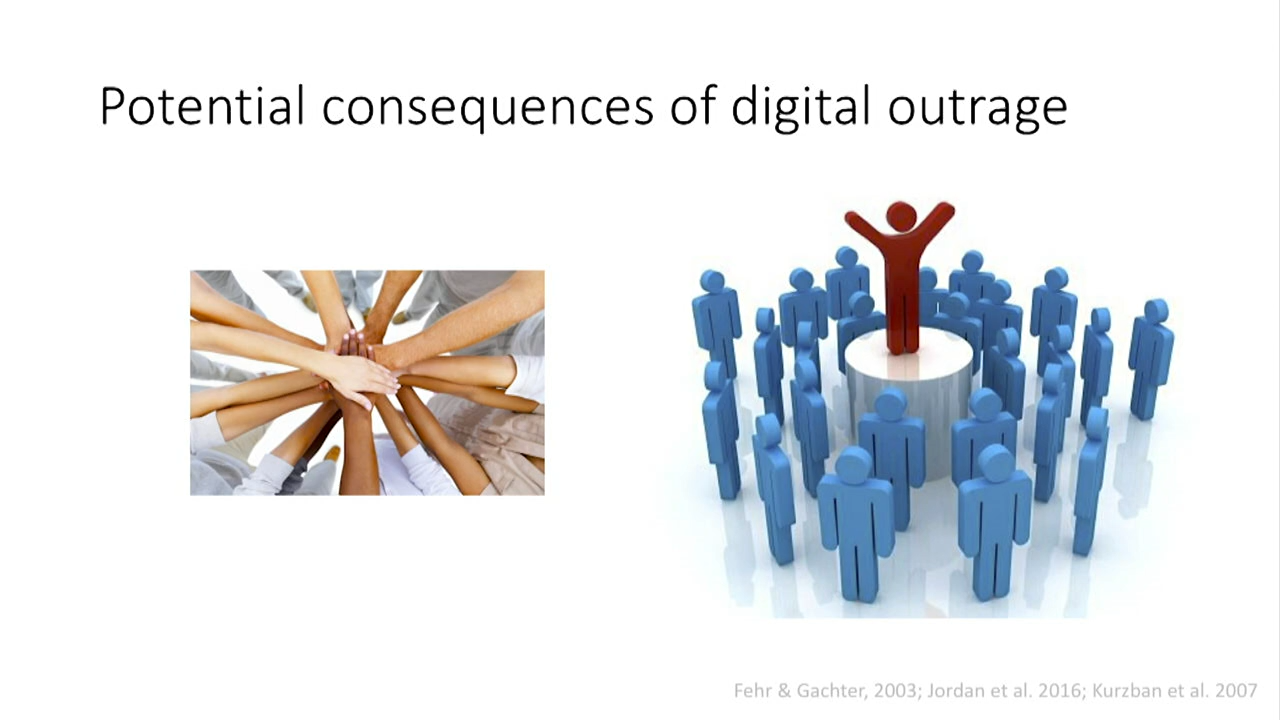 Potential consequences of digital outrage
Fehr & Gachter, 2003; Jordan et al. 2016; Kurzban et al. 2007